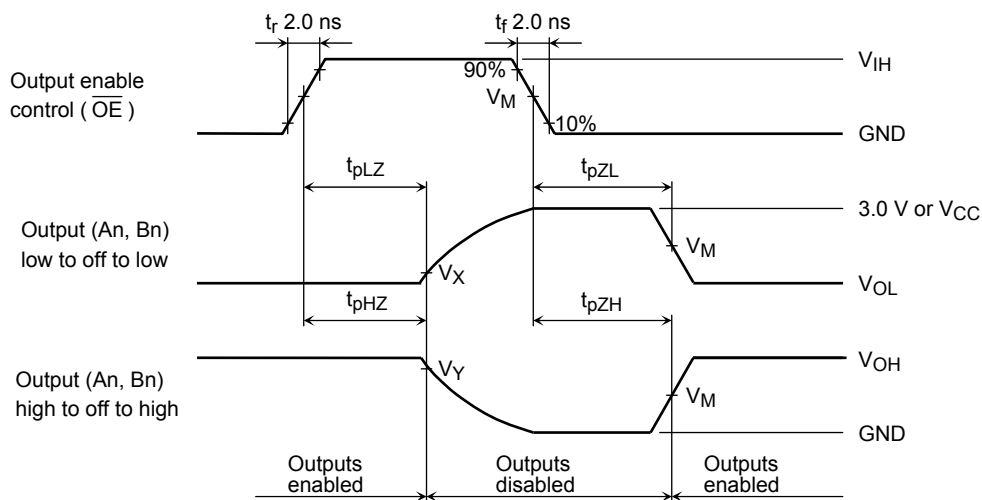 tr 2.0 ns
tf 2.0 ns
Output enable
control ( OE )
90%
VM
10%
VIH
GND
tpLZ
tpZL
Output (An, Bn)
low to off to low
VX
3.0 V or VCC
VM
VOL
tpHZ
tpZH
Output (An, Bn)
high to off to high
VY
VOH
VM
GND
Outputs
enabled
Outputs
disabled
Outputs
enabled